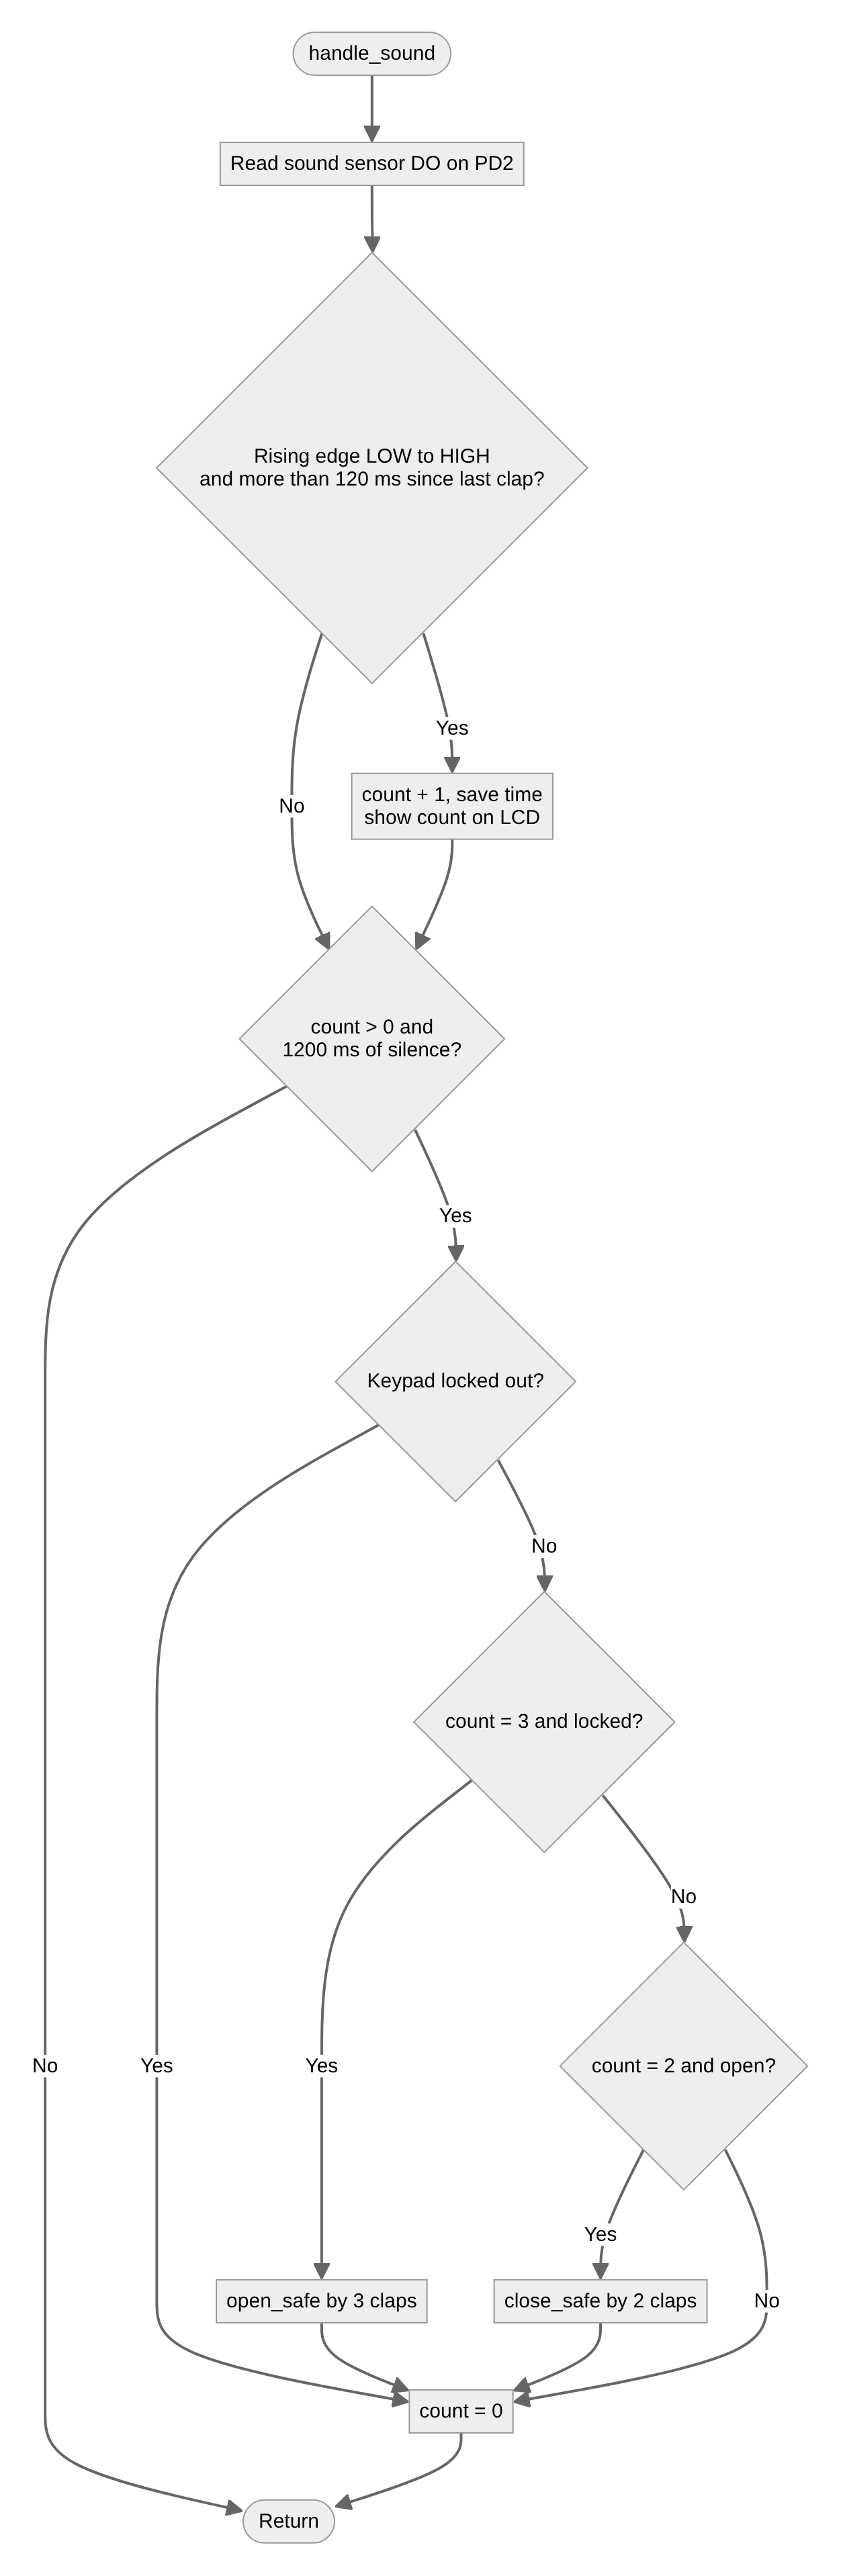 handle_sound
Read sound sensor DO on PD2
Rising edge LOW to HIGH
and more than 120 ms since last clap?
Yes
No
count + 1, save time
show count on LCD
count > 0 and
1200 ms of silence?
Yes
Keypad locked out?
No
count = 3 and locked?
No
No
Yes
Yes
count = 2 and open?
Yes
open_safe by 3 claps
close_safe by 2 claps
No
count = 0
Return